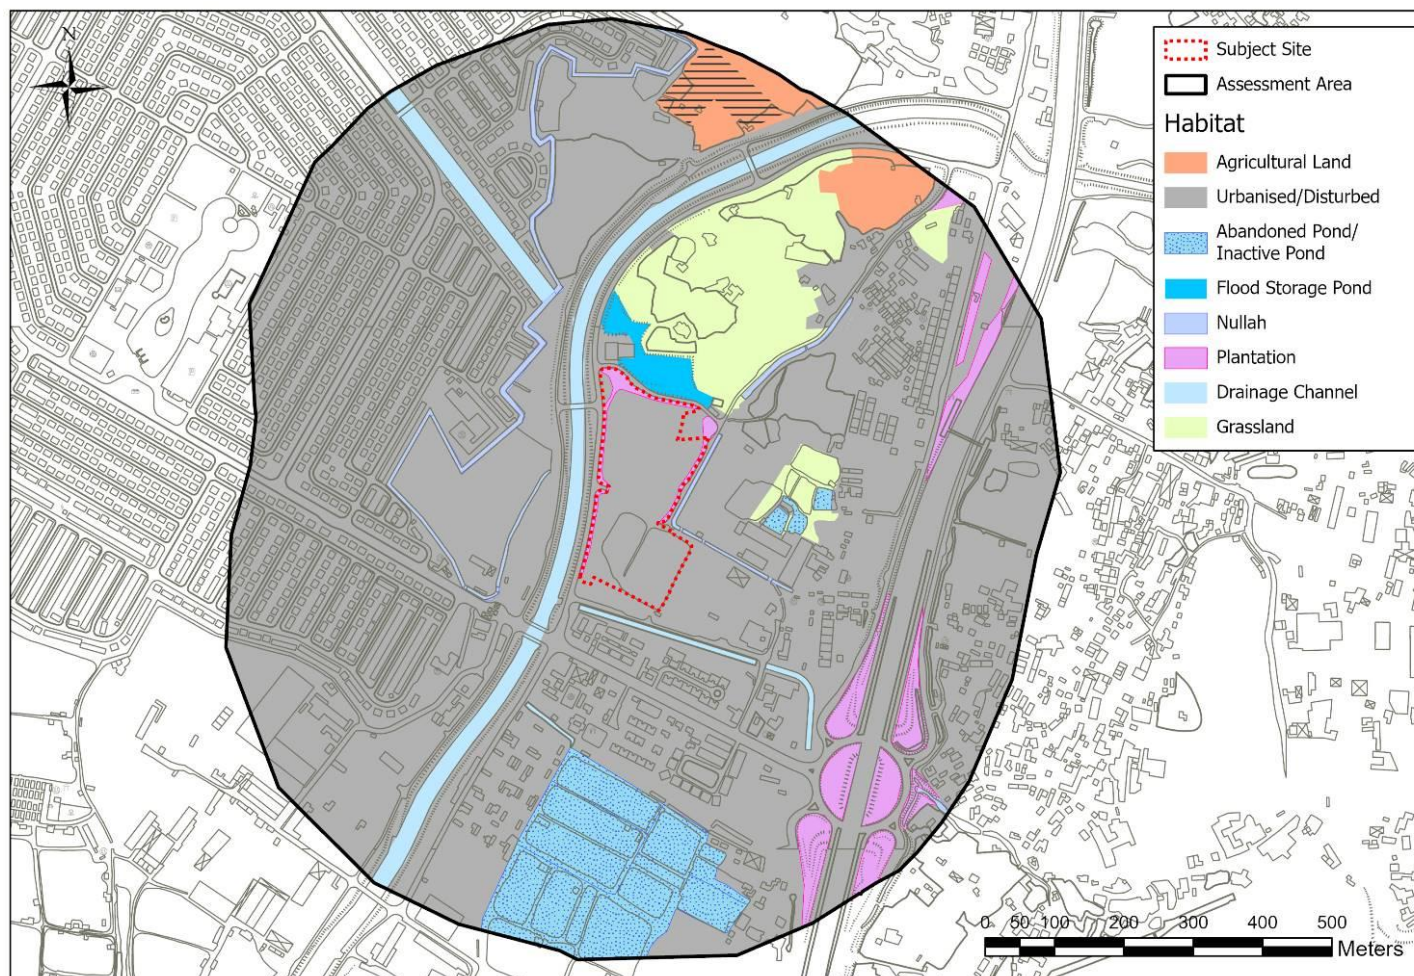 N
Subject Site
Assessment Area
Habitat
Agricultural Land
Urbanised/Disturbed
Abandoned Pond/
Inactive Pond
Flood Storage Pond
Nullah
Plantation
Drainage Channel
Grassland
0 50 100 200 300 400 500
Meters